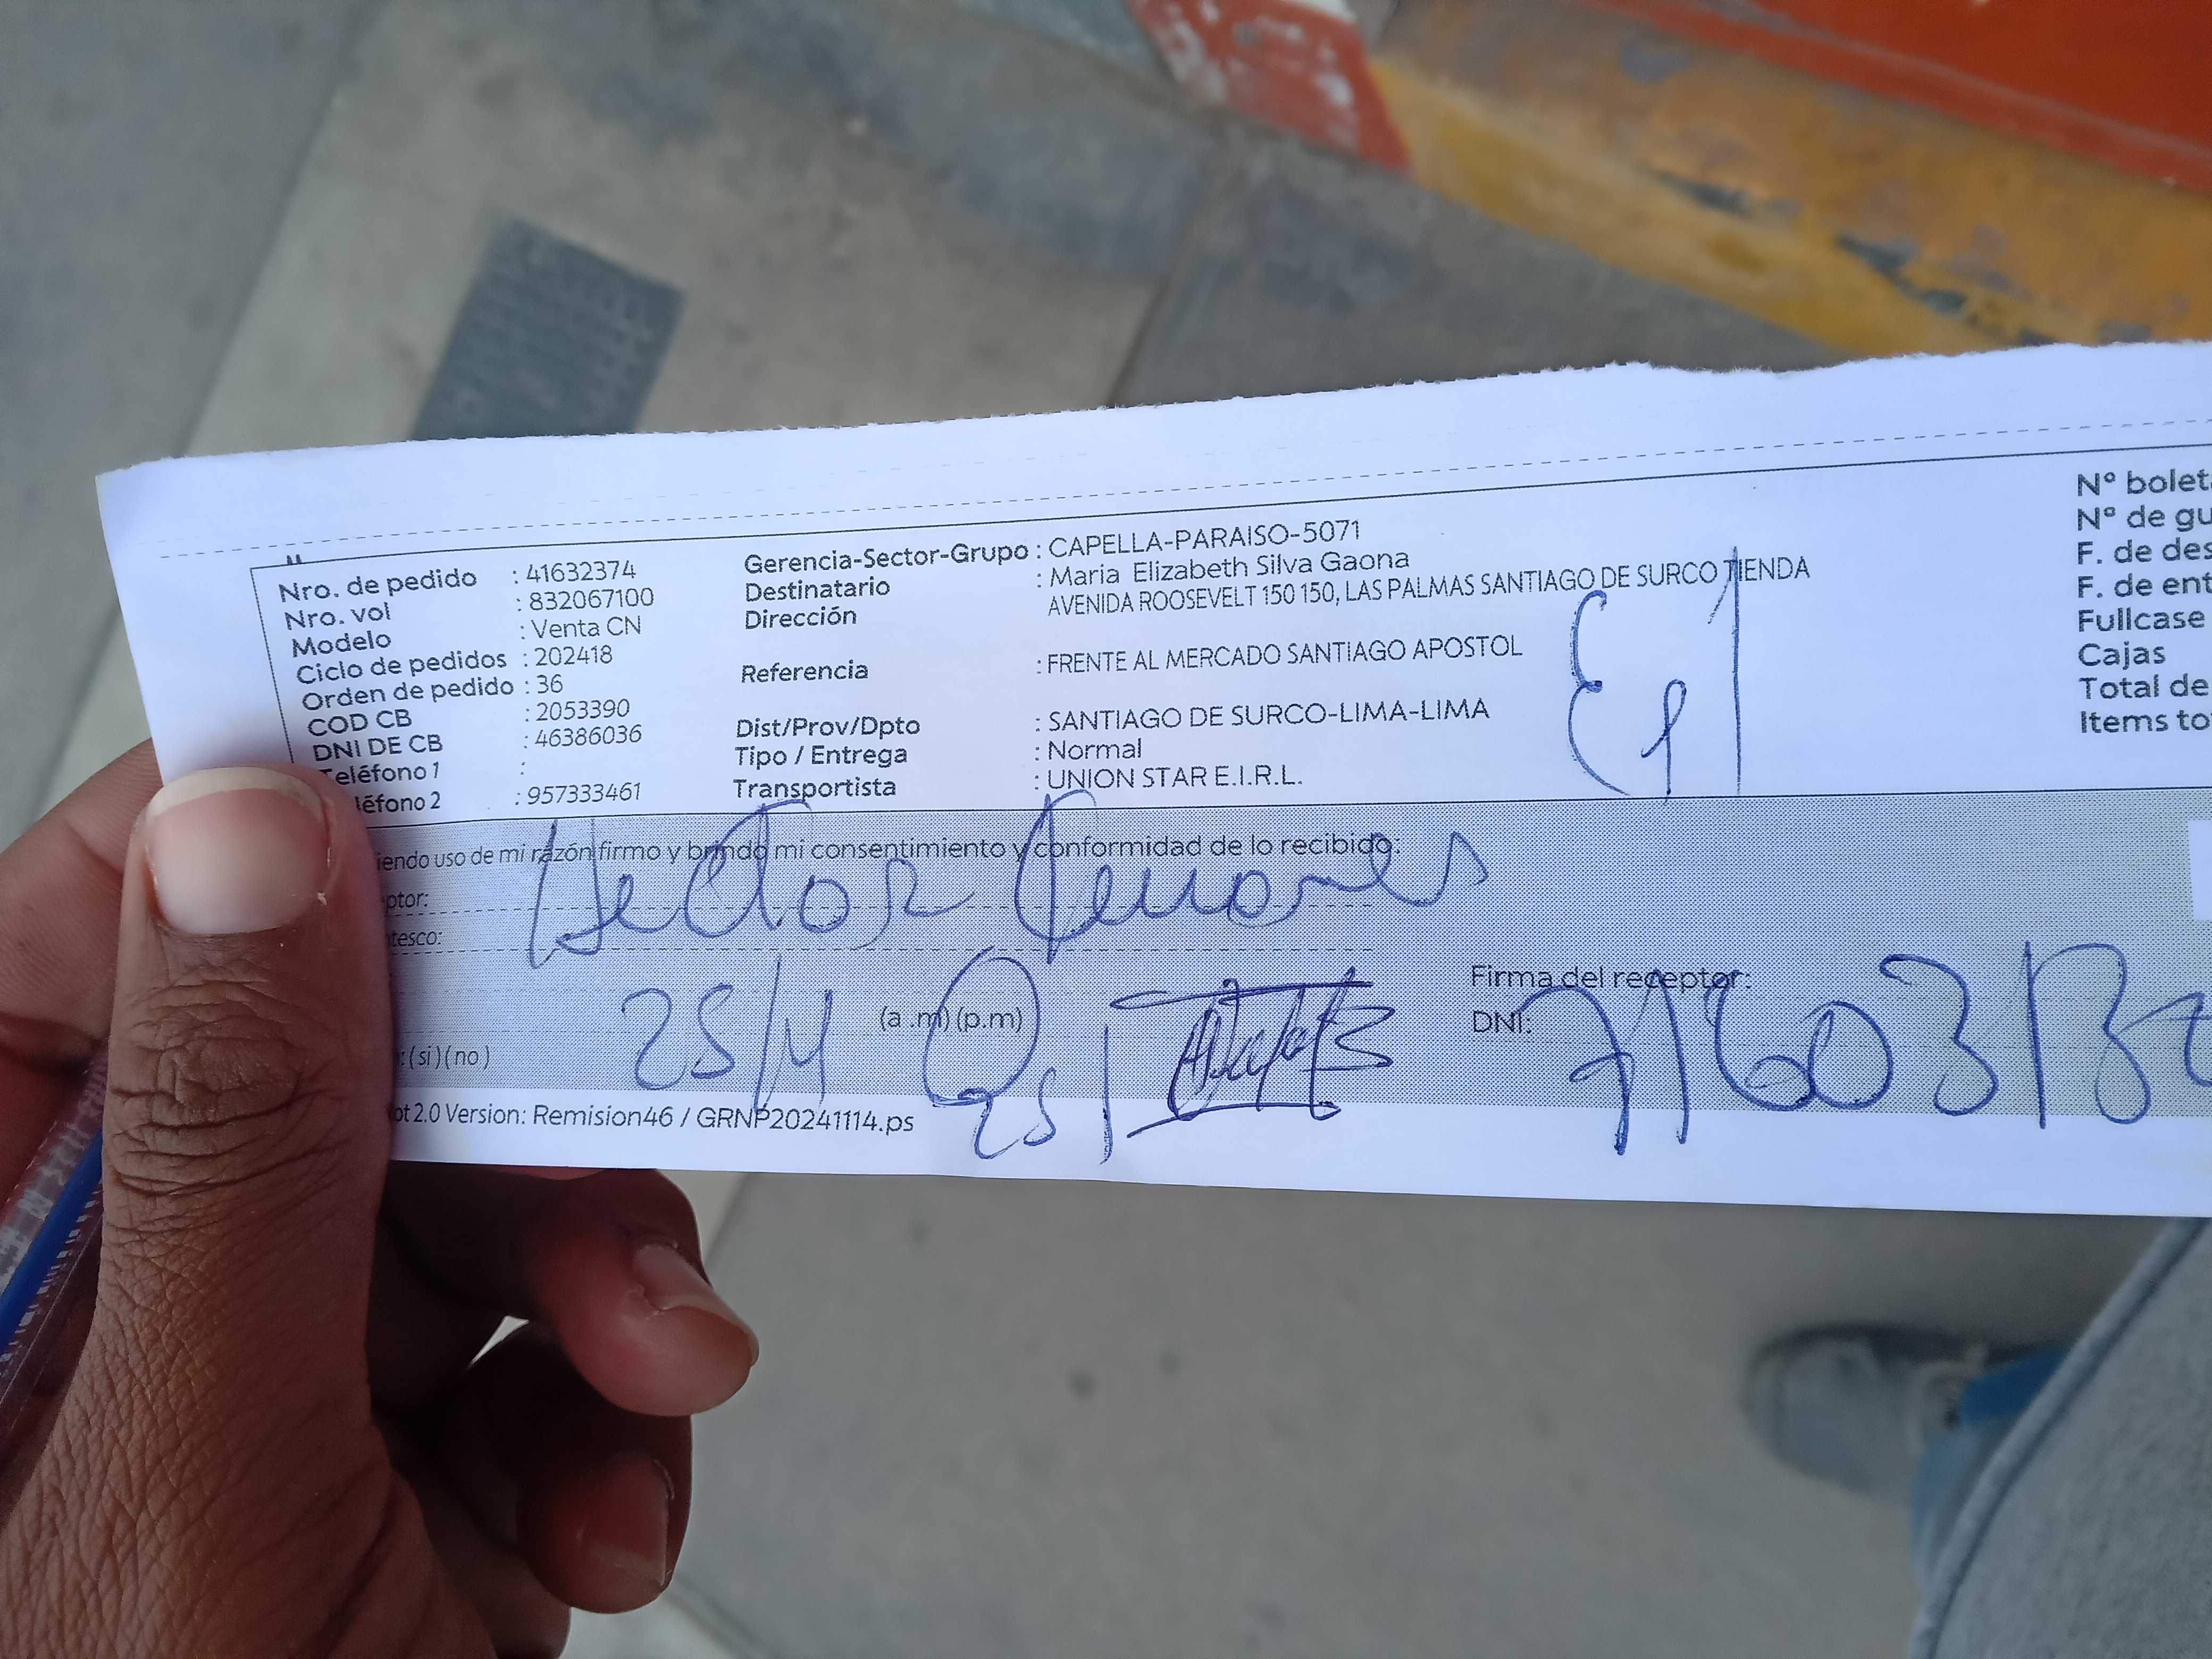 Nro. de pedido : 41632374
Nro. vol : 832067100
Modelo : Venta CN
Ciclo de pedidos : 202418
Orden de pedido : 36
COD CB : 2053390
DNI DE CB : 46386036
Teléfono 1 :
léfono 2 : 957333461
Gerencia-Sector-Grupo : CAPELLA-PARAISO-5071
Destinatario : Maria Elizabeth Silva Gaona
Dirección AVENIDA ROOSEVELT 150 150, LAS PALMAS SANTIAGO DE SURCO TIENDA
Referencia : FRENTE AL MERCADO SANTIAGO APOSTOL
Dist/Prov/Dpto : SANTIAGO DE SURCO-LIMA-LIMA
Tipo / Entrega : Normal
Transportista : UNION STAR E.I.R.L.
Nº bolet
Nº de gu
F. de des
F. de ent
Fullcase
Cajas
Total de
Items to
iendo uso de mi razón firmo y brindo mi consentimiento y conformidad de lo recibido:
ptor: Hector
tesco:
25/11 (a .m) (p.m)
Firma del receptor:
DNI: 7160313
: ( si ) ( no )
ot 2.0 Version: Remision46 / GRNP20241114.ps